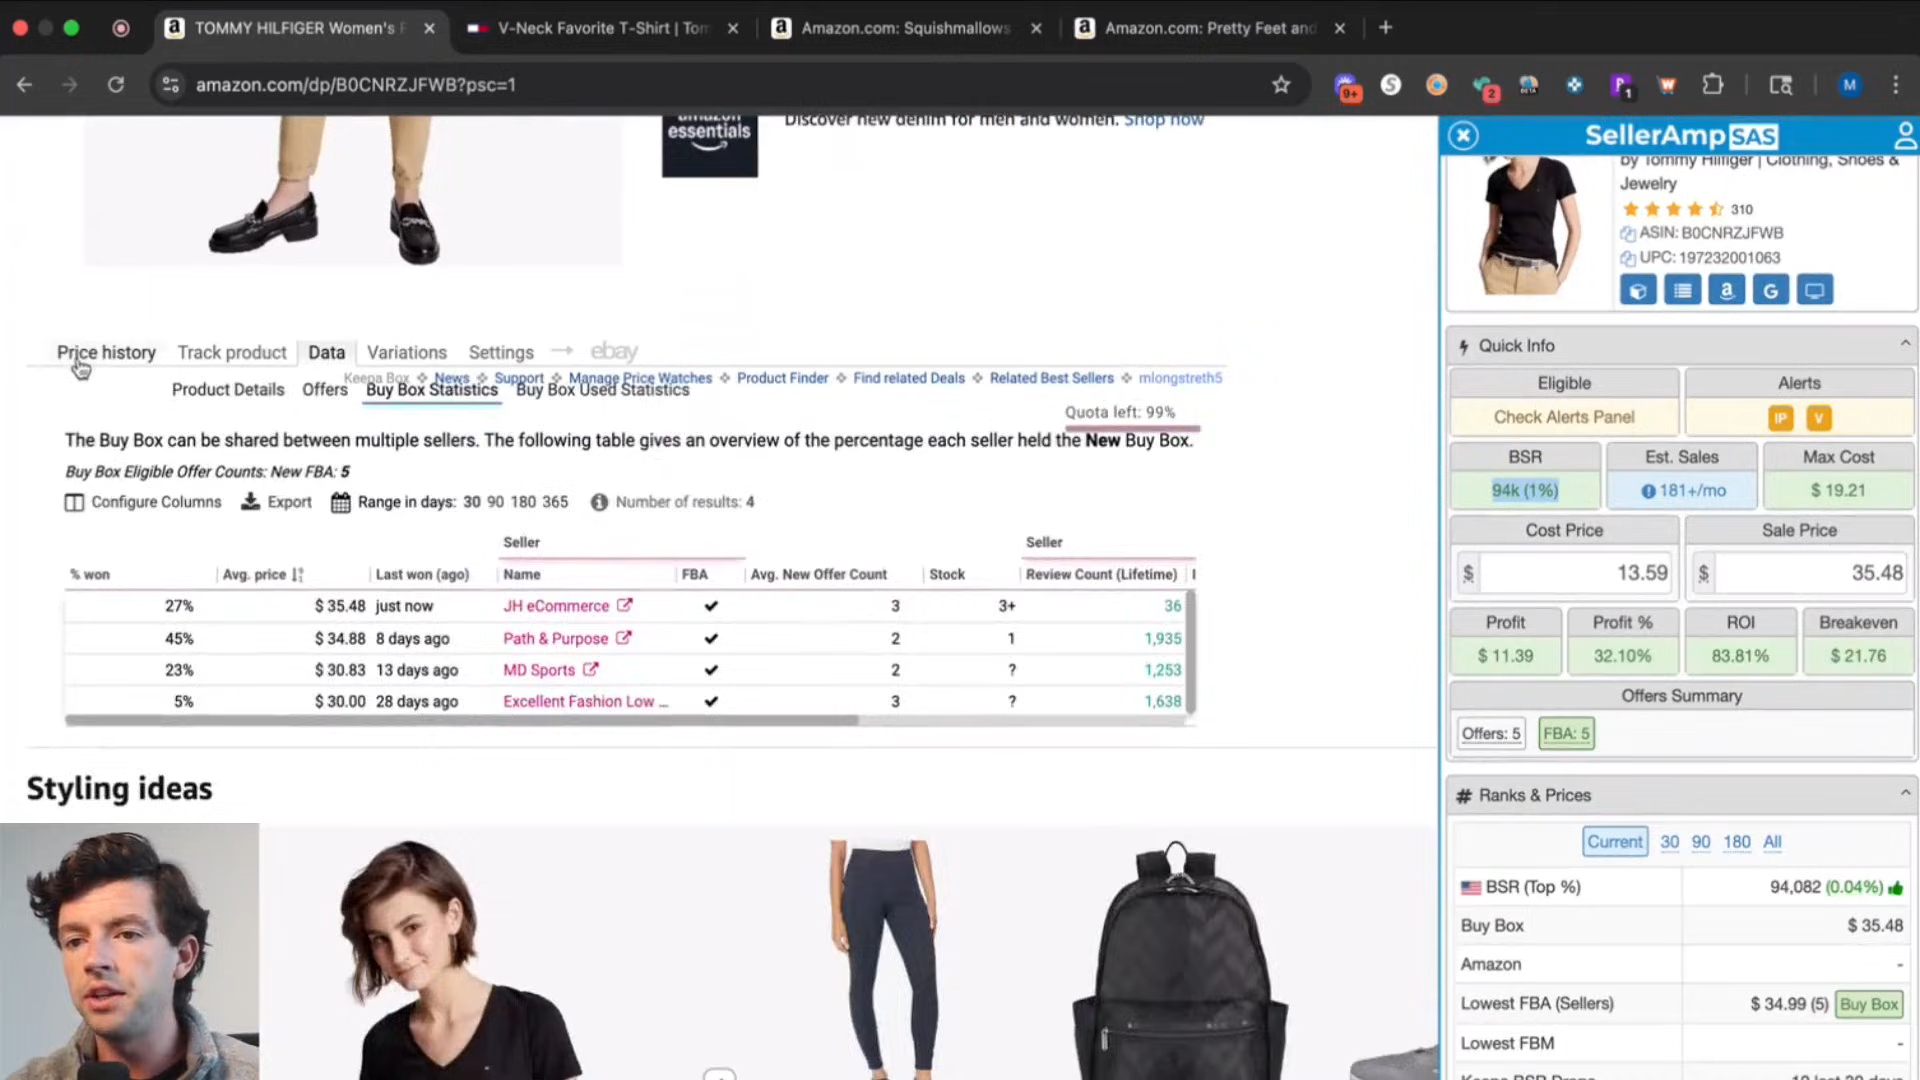 TOMMY HILFIGER Women's F
V-Neck Favorite T-Shirt | Tom
Amazon.com: Squishmallows
Amazon.com: Pretty Feet and
amazon.com/dp/B0CNRZJFWB?psc=1
9+
S
2
BETA
1
M
amazon
essentials
Discover new denim for men and women. Shop now
Price history
Track product
Data
Variations
Settings
ebay
Keepa Box
News
Support
Manage Price Watches
Product Finder
Find related Deals
Related Best Sellers
mlongstreth5
Product Details
Offers
Buy Box Statistics
Buy Box Used Statistics
Quota left: 99%
The Buy Box can be shared between multiple sellers. The following table gives an overview of the percentage each seller held the New Buy Box.
Buy Box Eligible Offer Counts: New FBA: 5
Configure Columns Export Range in days: 30 90 180 365 Number of results: 4
Seller Seller
% won Avg. price Last won (ago) Name FBA Avg. New Offer Count Stock Review Count (Lifetime)
27% $ 35.48 just now JH eCommerce 3 3+ 36
45% $ 34.88 8 days ago Path & Purpose 2 1 1,935
23% $ 30.83 13 days ago MD Sports 2 ? 1,253
5% $ 30.00 28 days ago Excellent Fashion Low ... 3 ? 1,638
Styling ideas
SellerAmp SAS
by Tommy Hilfiger | Clothing, Shoes &
Jewelry
310
ASIN: B0CNRZJFWB
UPC: 197232001063
Quick Info
Eligible Alerts
Check Alerts Panel IP V
BSR Est. Sales Max Cost
94k (1%) 181+/mo $ 19.21
Cost Price Sale Price
$ 13.59 $ 35.48
Profit Profit % ROI Breakeven
$ 11.39 32.10% 83.81% $ 21.76
Offers Summary
Offers: 5 FBA: 5
Ranks & Prices
Current 30 90 180 All
BSR (Top %) 94,082 (0.04%)
Buy Box $ 35.48
Amazon -
Lowest FBA (Sellers) $ 34.99 (5) Buy Box
Lowest FBM -